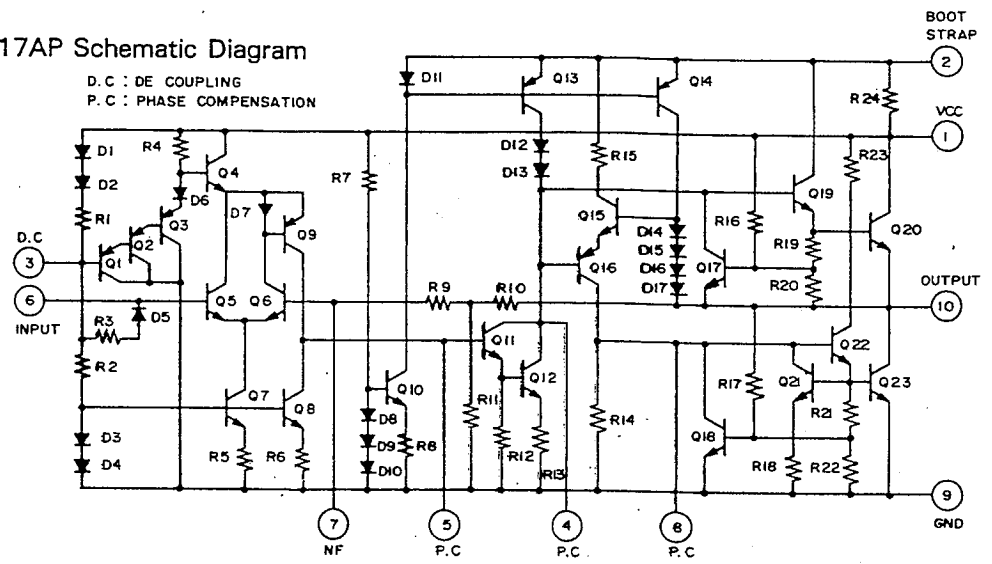 17AP Schematic Diagram
D.C : DE COUPLING
P.C : PHASE COMPENSATION
BOOT
STRAP
2
D11
Q13
Q14
R24
VCC
1
D1
R4
Q4
D12
R15
R23
D2
D6
R7
D13
Q19
R1
Q3
D7
Q15
R16
D.C
Q2
Q9
D14
Q20
3
Q1
D15
R19
Q16
D16
Q17
R20
OUTPUT
6
Q5
Q6
R9
R10
D17
10
INPUT
D5
R3
Q11
Q22
R2
Q10
Q12
R17
Q21
Q23
Q7
Q8
D8
R11
R14
R21
D3
D9
R8
R12
Q18
D4
R5
R6
D10
R13
R18
R22
9
GND
7
5
4
8
NF
P.C
P.C
P.C